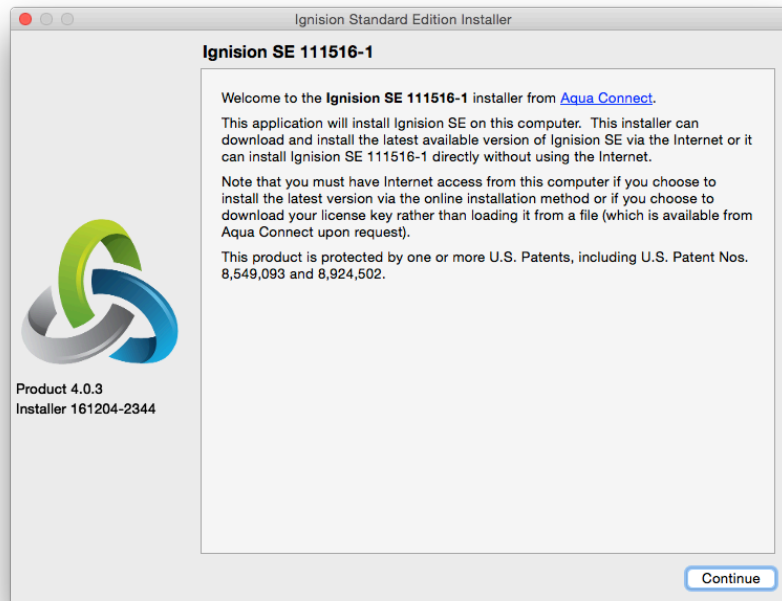 Ignision Standard Edition Installer
Ignision SE 111516-1
Welcome to the Ignision SE 111516-1 installer from Aqua Connect.
This application will install Ignision SE on this computer.  This installer can
download and install the latest available version of Ignision SE via the Internet or it
can install Ignision SE 111516-1 directly without using the Internet.
Note that you must have Internet access from this computer if you choose to
install the latest version via the online installation method or if you choose to
download your license key rather than loading it from a file (which is available from
Aqua Connect upon request).
This product is protected by one or more U.S. Patents, including U.S. Patent Nos.
8,549,093 and 8,924,502.
Product 4.0.3
Installer 161204-2344
Continue